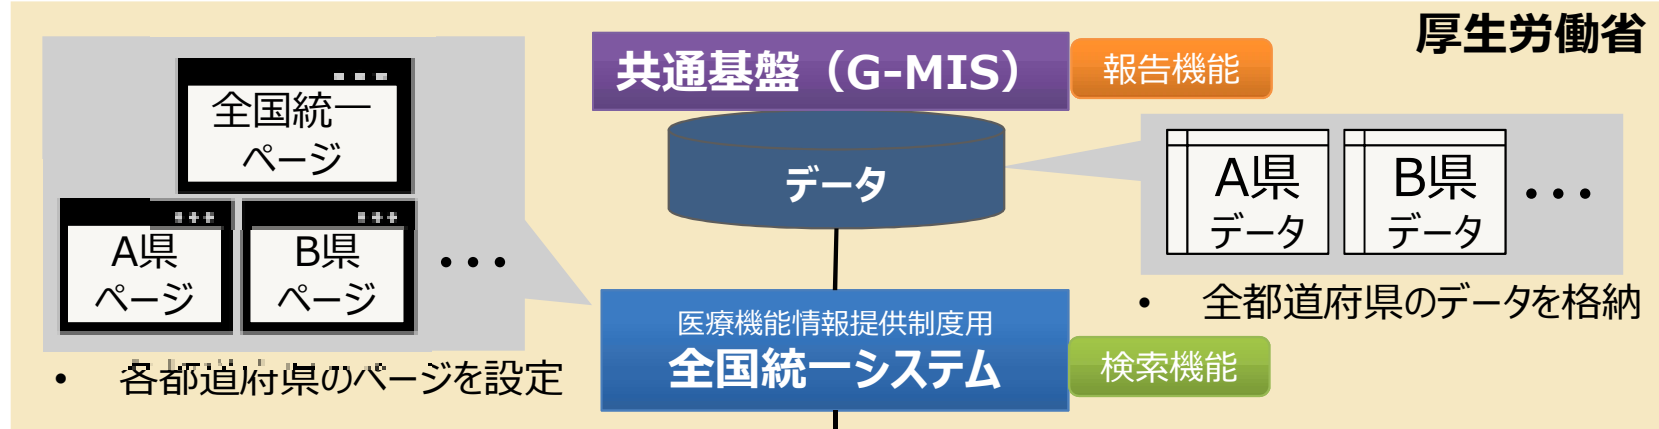 厚生労働省
共通基盤（G-MIS）
報告機能
データ
全国統一
ページ
A県
ページ
B県
ページ
・・・
• 各都道府県のページを設定
A県
データ
B県
データ
・・・
• 全都道府県のデータを格納
医療機能情報提供制度用
全国統一システム
検索機能